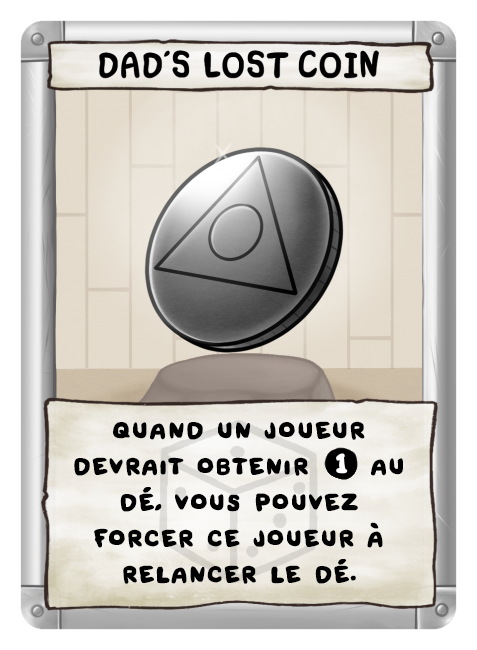 DAD'S LOST COIN
QUAND UN JOUEUR
DEVRAIT OBTENIR 1 AU
DÉ, VOUS POUVEZ
FORCER CE JOUEUR À
RELANCER LE DÉ.